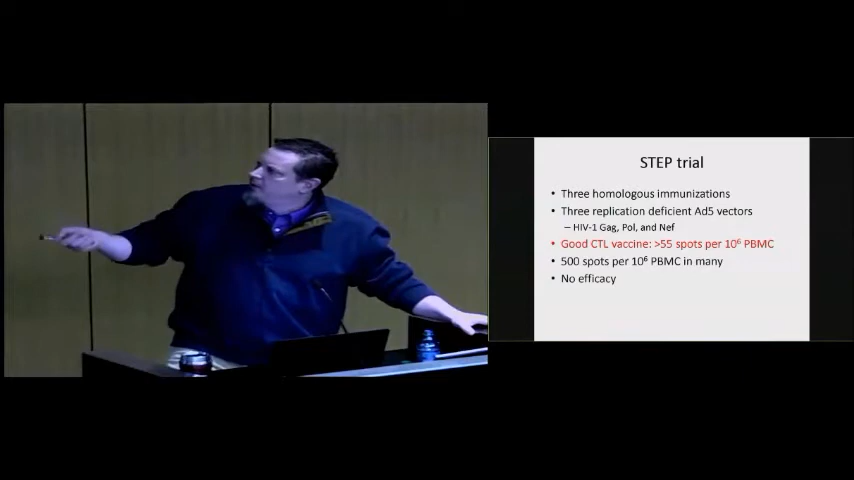 STEP trial
• Three homologous immunizations
• Three replication deficient Ad5 vectors
– HIV-1 Gag, Pol, and Nef
• Good CTL vaccine: >55 spots per 10⁶ PBMC
• 500 spots per 10⁶ PBMC in many
• No efficacy